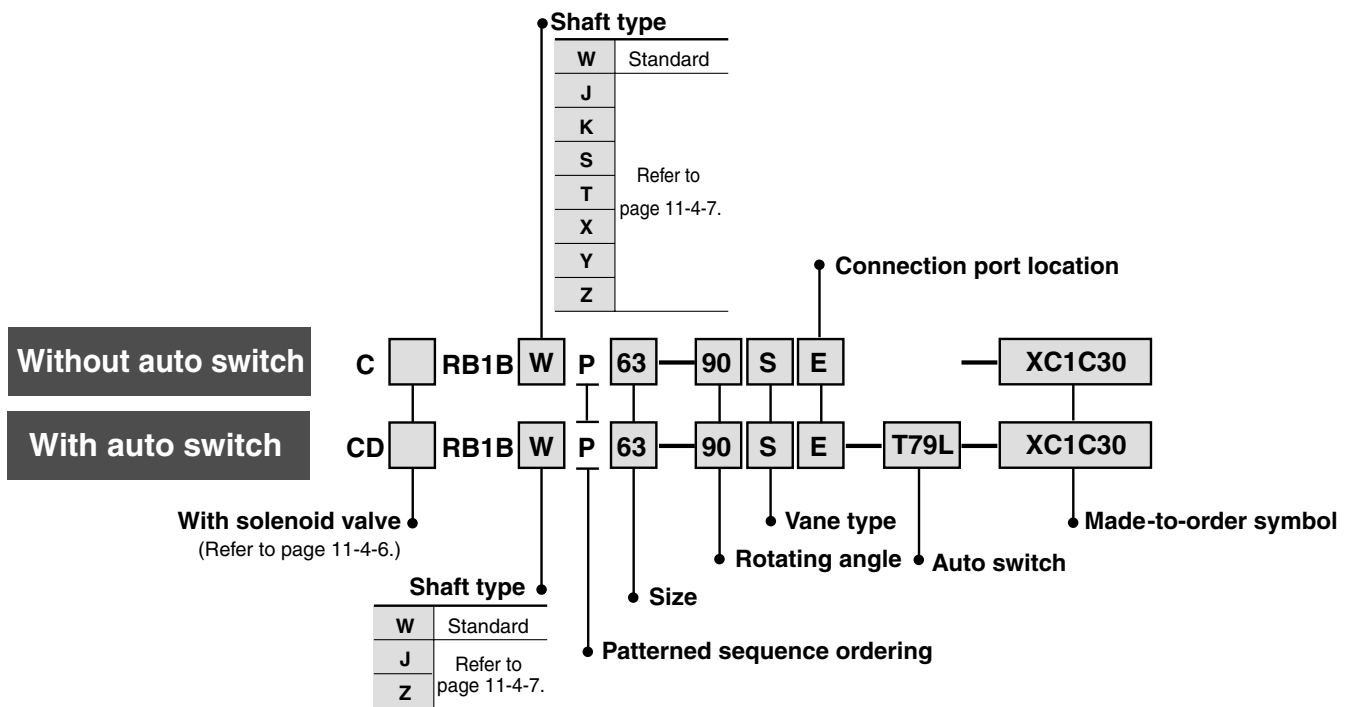 Shaft type
W Standard
J
K
S
T
X
Y
Z
Refer to
page 11-4-7.
Connection port location
Without auto switch C RB1B W P 63 — 90 S E — XC1C30
With auto switch CD RB1B W P 63 — 90 S E — T79L — XC1C30
With solenoid valve
(Refer to page 11-4-6.)
Vane type
Made-to-order symbol
Rotating angle
Auto switch
Shaft type
Size
W Standard
J
Z
Refer to
page 11-4-7.
Patterned sequence ordering